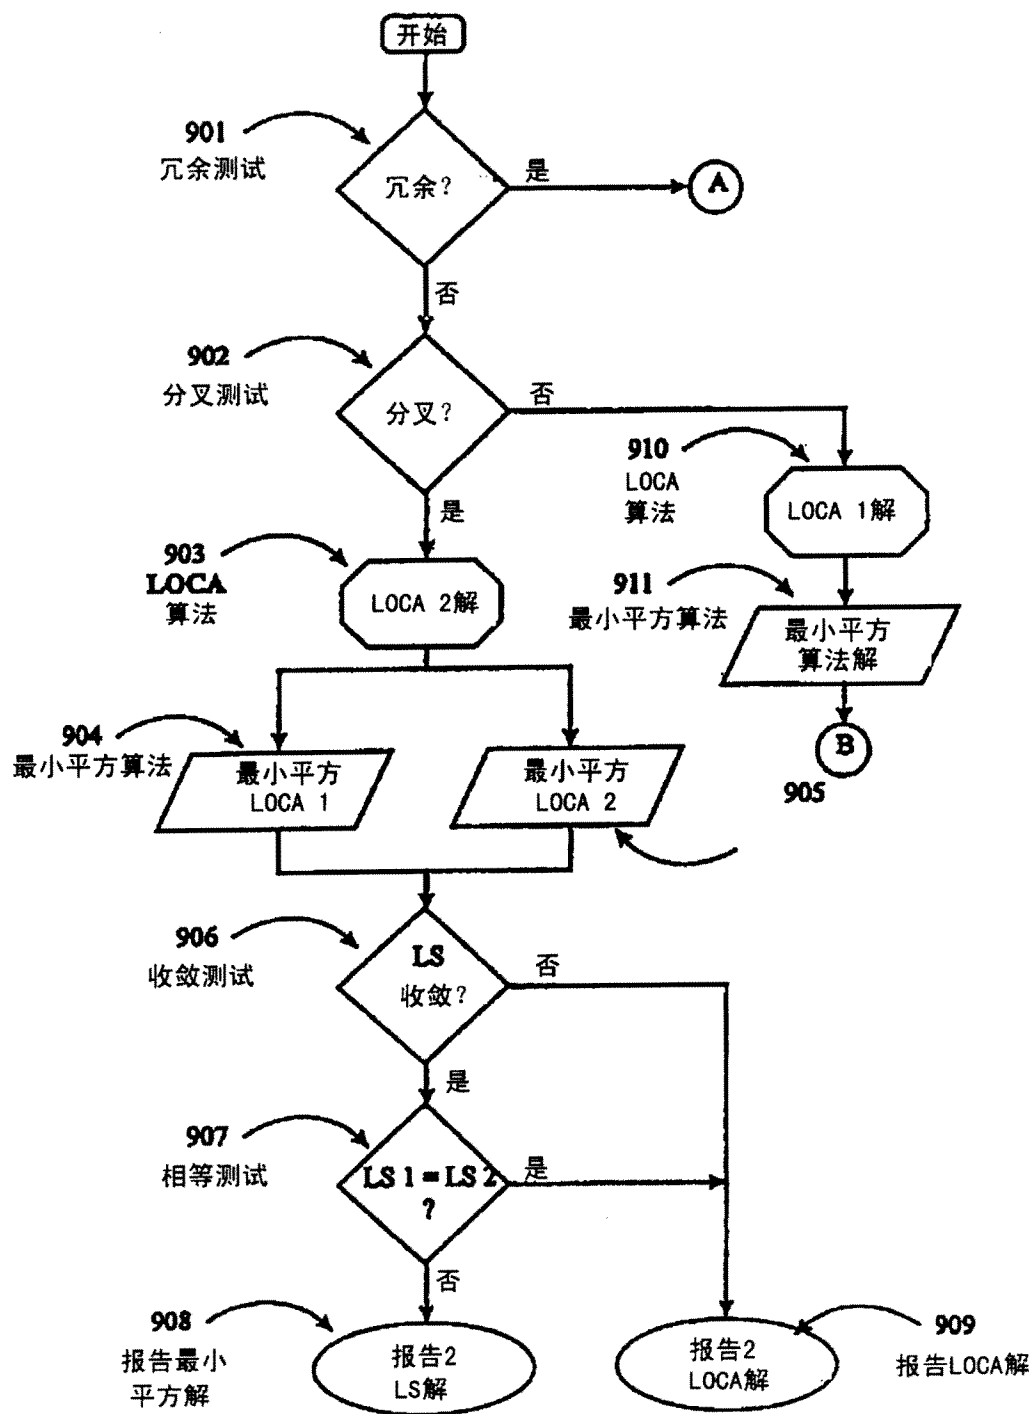 开始
901
冗余测试
冗余?
是
A
否
902
分叉测试
分叉?
否
是
910
LOCA
算法
LOCA 1解
903
LOCA
算法
LOCA 2解
911
最小平方算法
最小平方
算法解
904
最小平方算法
最小平方
LOCA 1
最小平方
LOCA 2
B
905
906
收敛测试
LS
收敛?
否
是
907
相等测试
LS 1 = LS 2
?
是
否
908
报告最小
平方解
报告2
LS解
报告2
LOCA解
909
报告LOCA解